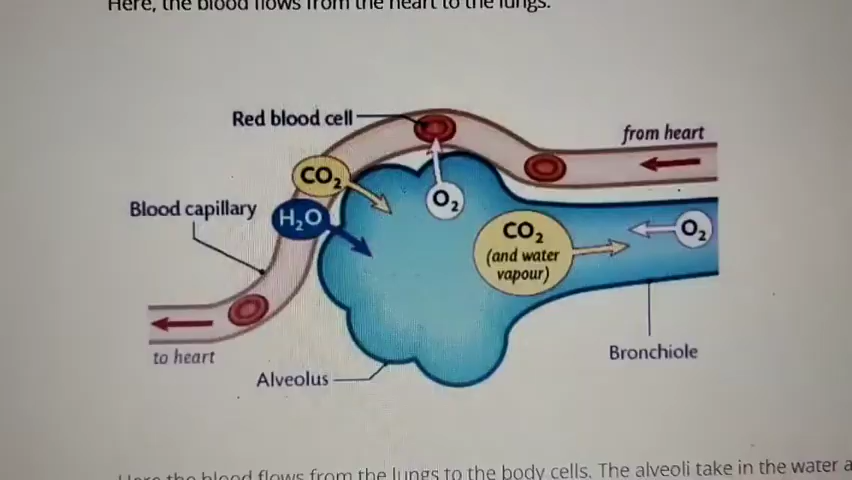 Here, the blood flows from the heart to the lungs.
Red blood cell
from heart
CO₂
Blood capillary
H₂O
O₂
CO₂
(and water
vapour)
O₂
to heart
Alveolus
Bronchiole
Here the blood flows from the lungs to the body cells. The alveoli take in the water a